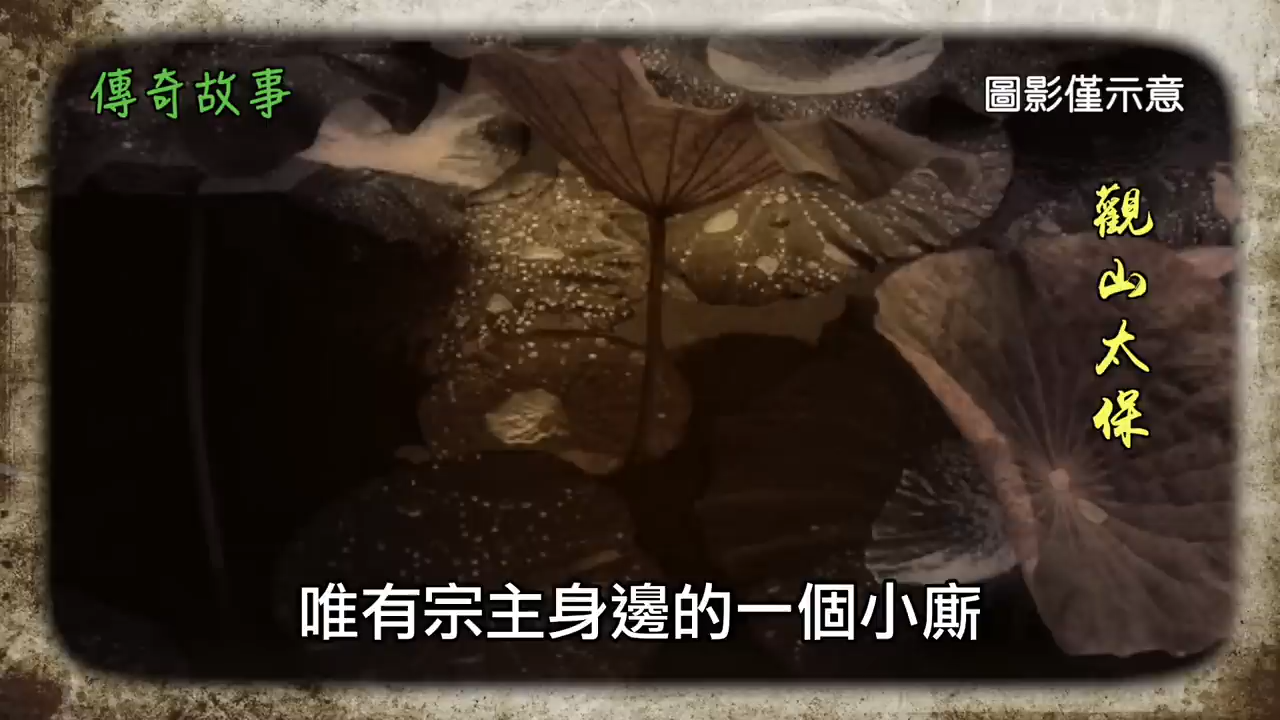 傳奇故事
圖影僅示意
觀山太保
唯有宗主身邊的一個小廝